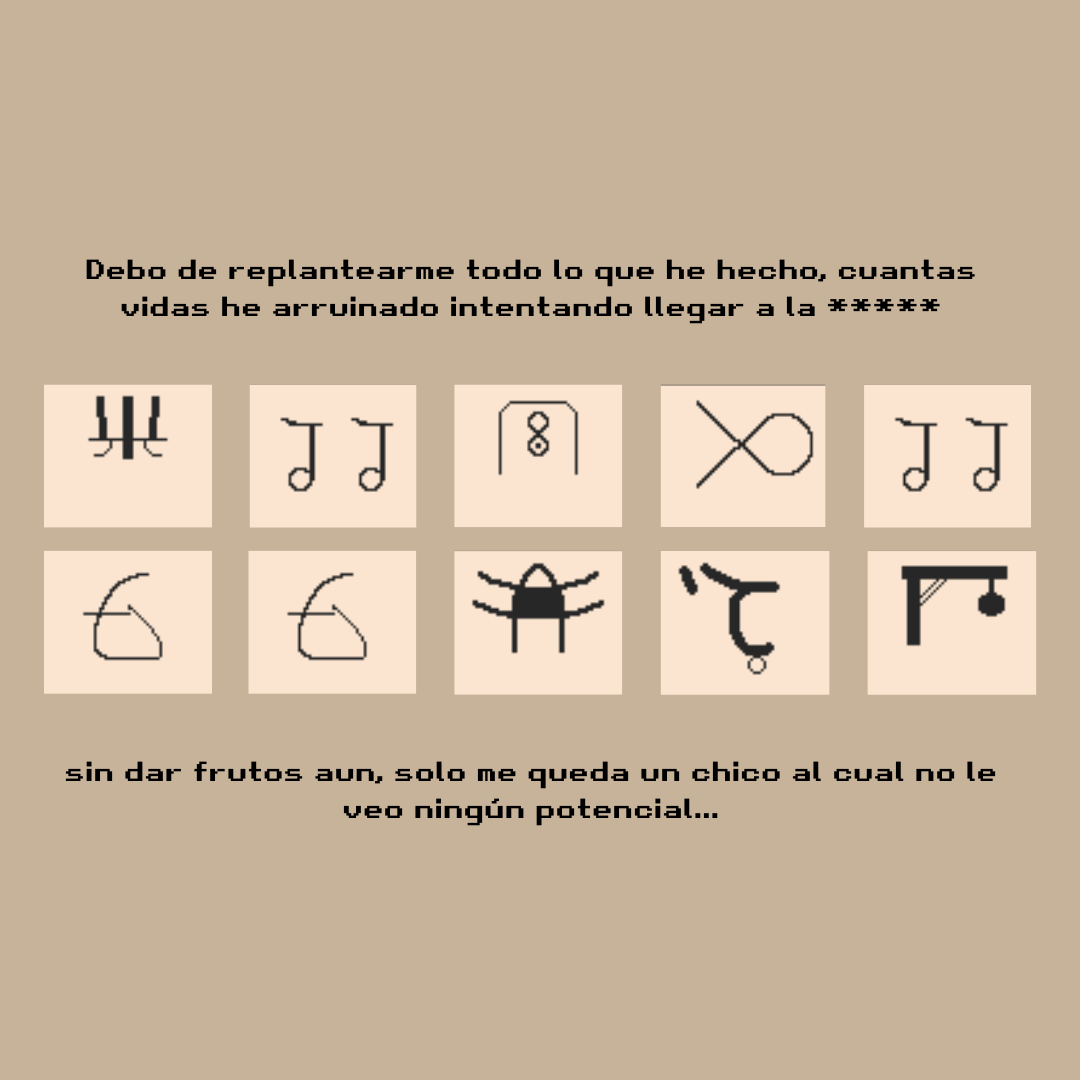 Debo de replantearme todo lo que he hecho, cuantas
vidas he arruinado intentando llegar a la *****
sin dar frutos aun, solo me queda un chico al cual no le
veo ningún potencial...